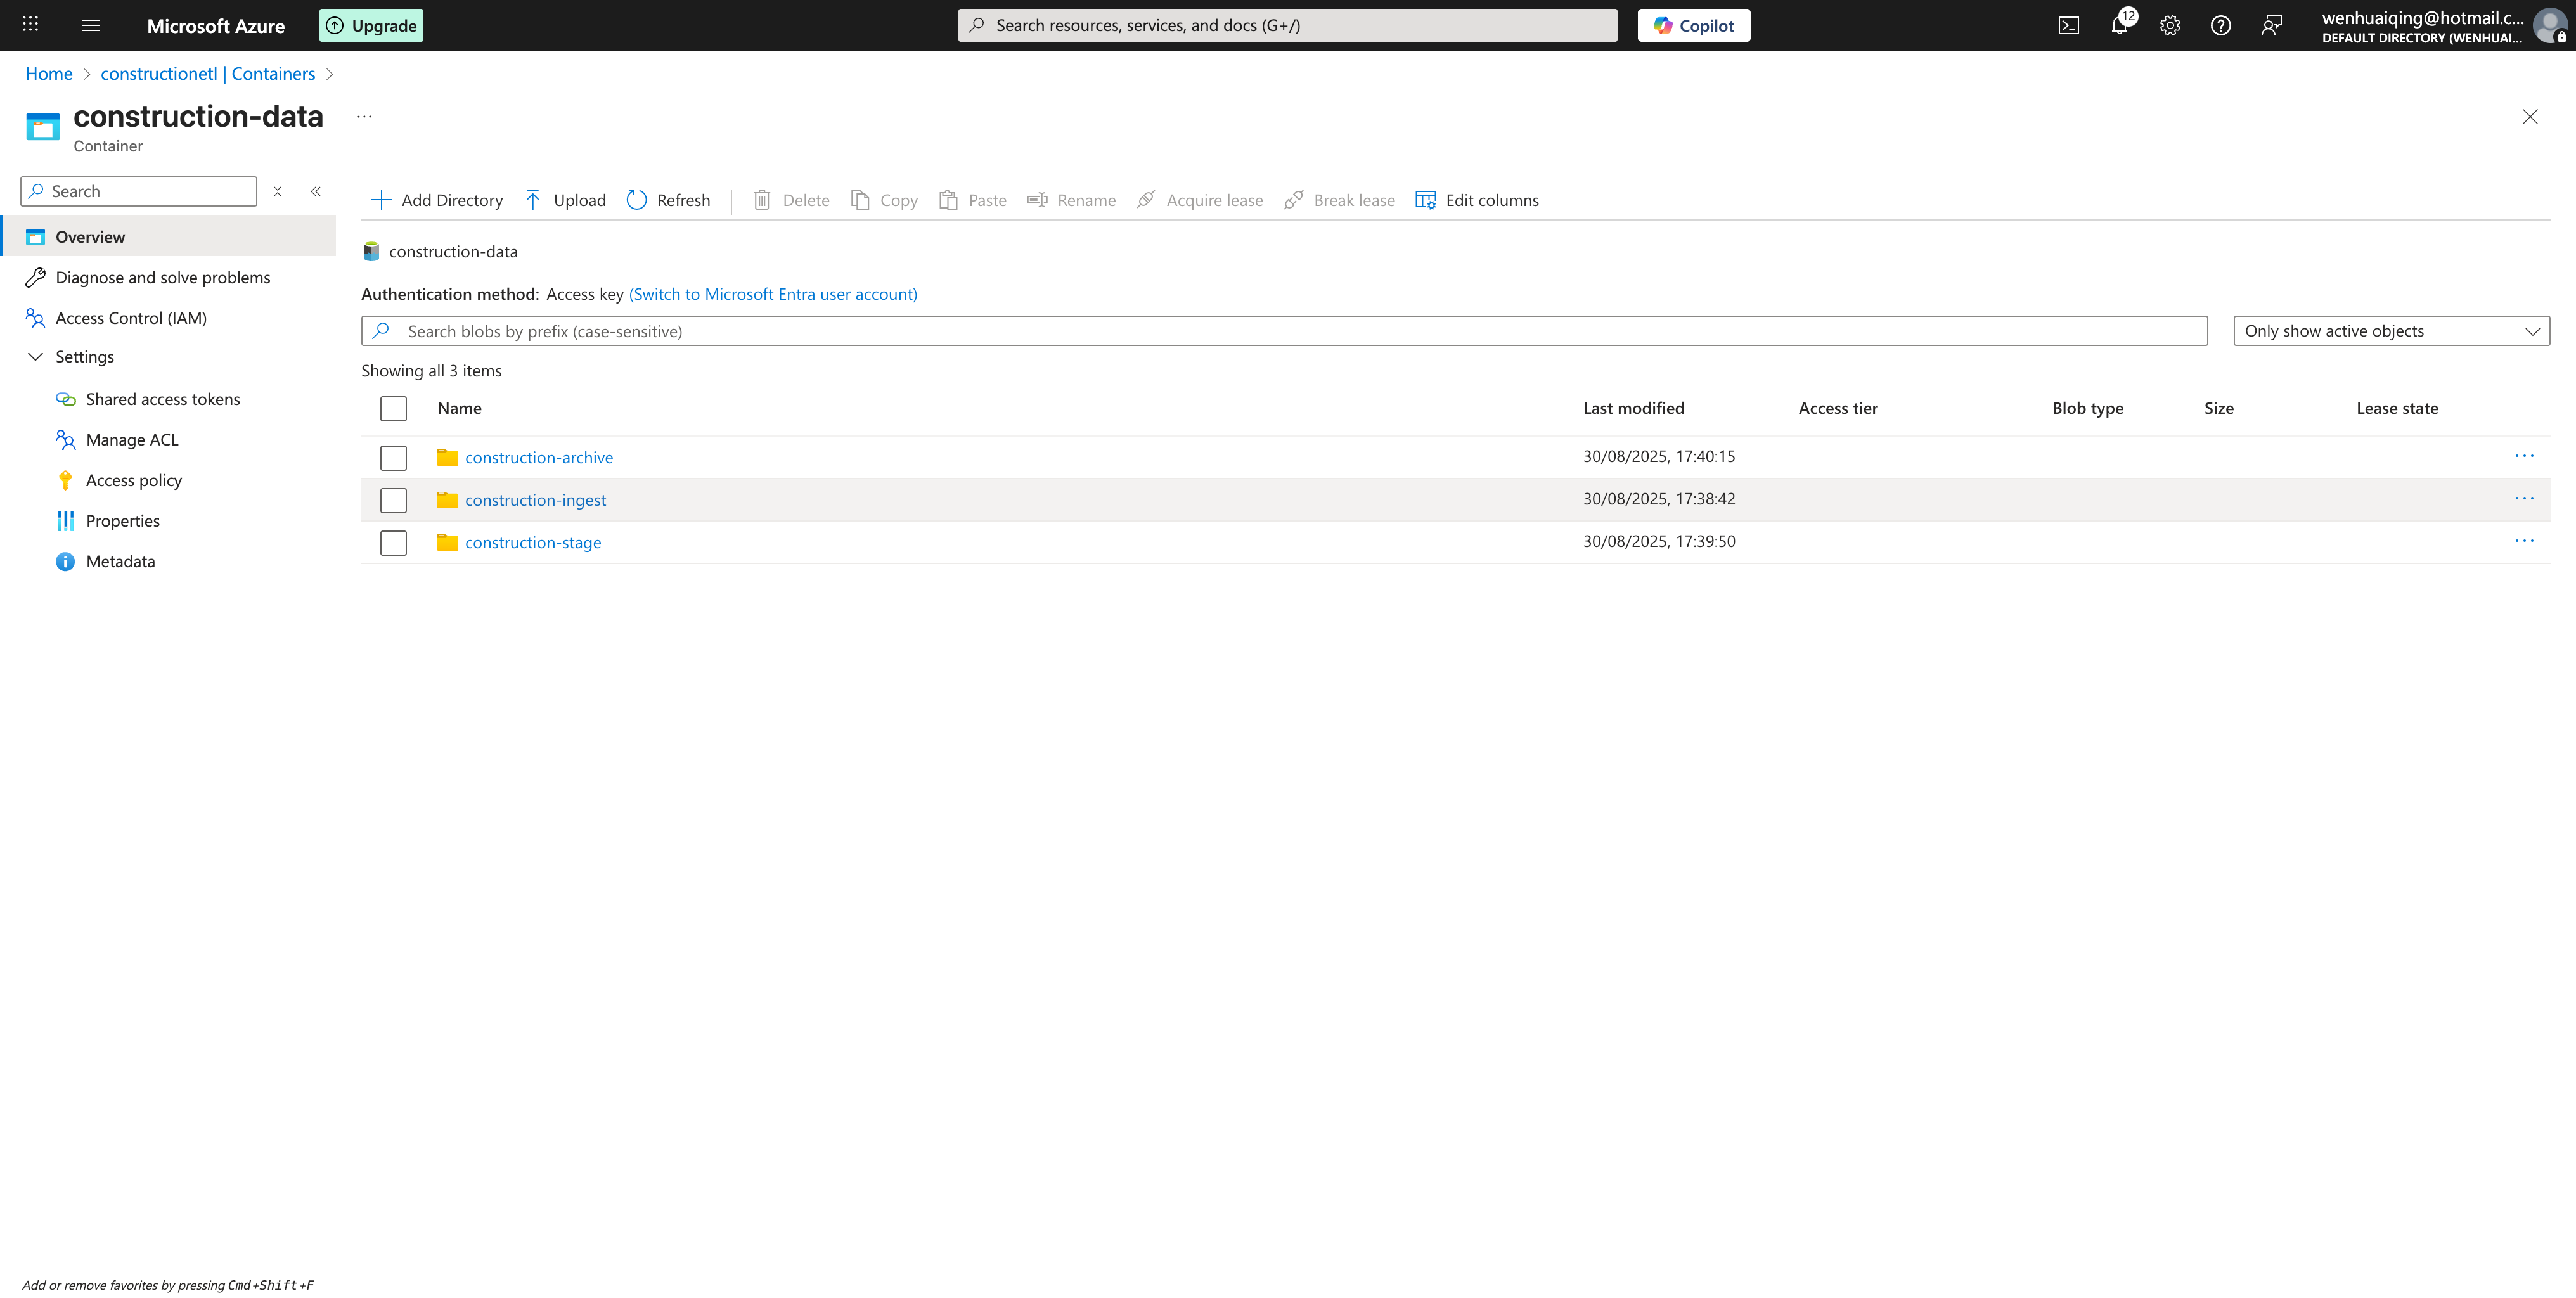 Microsoft Azure
Upgrade
Search resources, services, and docs (G+/)
Copilot
12
wenhuaiqing@hotmail.c...
DEFAULT DIRECTORY (WENHUAI...
Home > constructionetl | Containers >
construction-data
...
Container
Search
Add Directory Upload Refresh Delete Copy Paste Rename Acquire lease Break lease Edit columns
Overview
Diagnose and solve problems
Access Control (IAM)
Settings
Shared access tokens
Manage ACL
Access policy
Properties
Metadata
construction-data
Authentication method: Access key (Switch to Microsoft Entra user account)
Search blobs by prefix (case-sensitive)
Only show active objects
Showing all 3 items
Name Last modified Access tier Blob type Size Lease state
construction-archive 30/08/2025, 17:40:15 ...
construction-ingest 30/08/2025, 17:38:42 ...
construction-stage 30/08/2025, 17:39:50 ...
Add or remove favorites by pressing Cmd+Shift+F